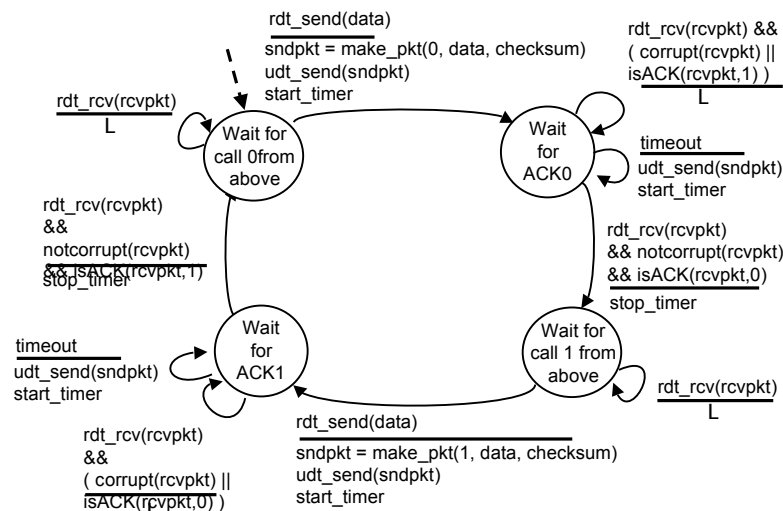 rdt_send(data)
sndpkt = make_pkt(0, data, checksum)
udt_send(sndpkt)
start_timer
rdt_rcv(rcvpkt) &&
( corrupt(rcvpkt) ||
isACK(rcvpkt,1) )
L
rdt_rcv(rcvpkt)
L
Wait for
call 0from
above
Wait
for
ACK0
timeout
udt_send(sndpkt)
start_timer
rdt_rcv(rcvpkt)
&&
notcorrupt(rcvpkt)
&& isACK(rcvpkt,1)
stop_timer
rdt_rcv(rcvpkt)
&& notcorrupt(rcvpkt)
&& isACK(rcvpkt,0)
stop_timer
Wait
for
ACK1
Wait for
call 1 from
above
timeout
udt_send(sndpkt)
start_timer
rdt_rcv(rcvpkt)
L
rdt_rcv(rcvpkt)
&&
( corrupt(rcvpkt) ||
isACK(rcvpkt,0) )
rdt_send(data)
sndpkt = make_pkt(1, data, checksum)
udt_send(sndpkt)
start_timer